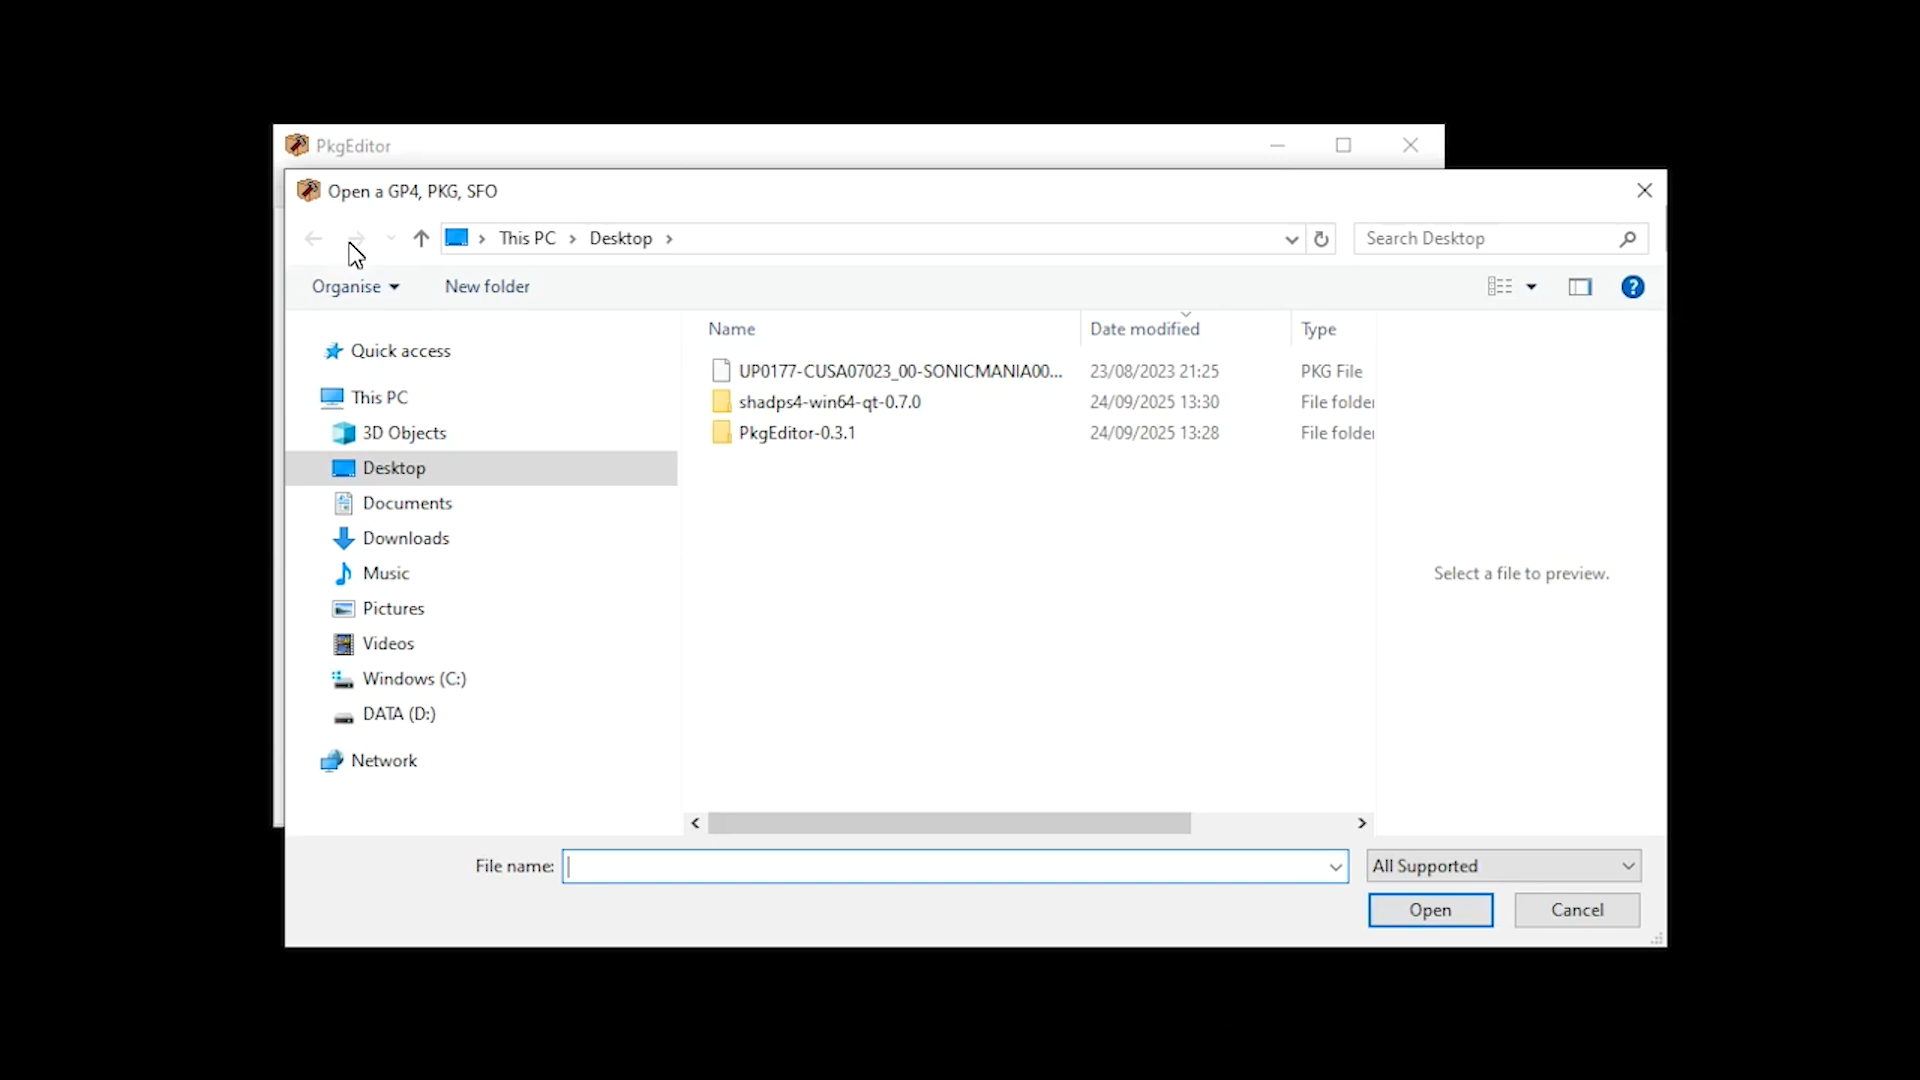 PkgEditor
Open a GP4, PKG, SFO
This PC
Desktop
Search Desktop
Organise
New folder
?
Name
Date modified
Type
Quick access
This PC
3D Objects
Desktop
Documents
Downloads
Music
Pictures
Videos
Windows (C:)
DATA (D:)
Network
UP0177-CUSA07023_00-SONICMANIA00... 23/08/2023 21:25 PKG File
shadps4-win64-qt-0.7.0 24/09/2025 13:30 File folder
PkgEditor-0.3.1 24/09/2025 13:28 File folder
Select a file to preview.
File name:
All Supported
Open
Cancel